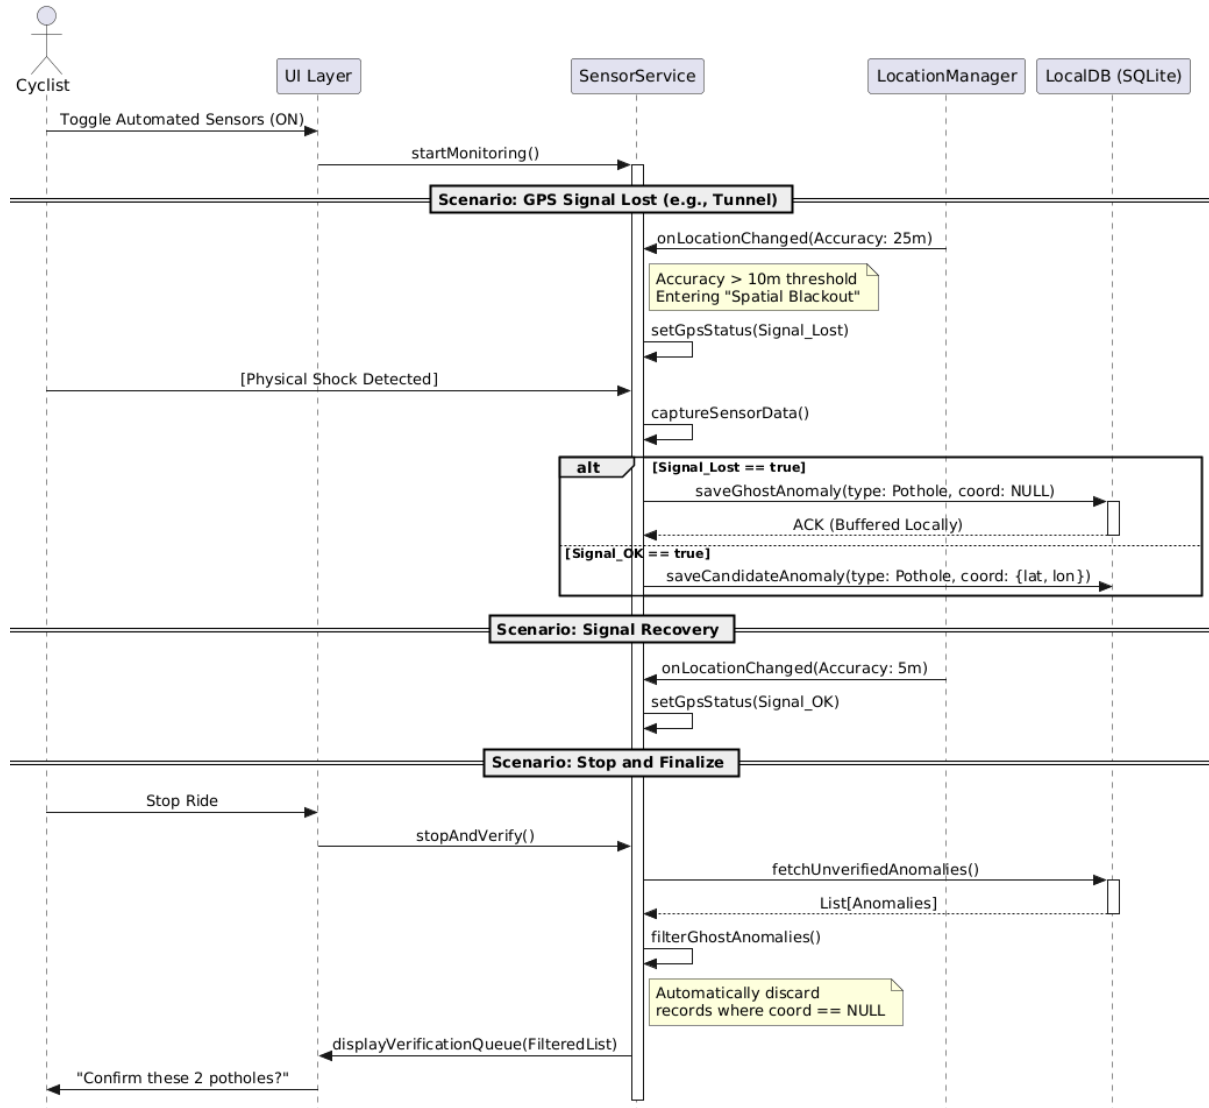 Cyclist
UI Layer
SensorService
LocationManager
LocalDB (SQLite)
Toggle Automated Sensors (ON)
startMonitoring()
Scenario: GPS Signal Lost (e.g., Tunnel)
onLocationChanged(Accuracy: 25m)
Accuracy > 10m threshold
Entering "Spatial Blackout"
setGpsStatus(Signal_Lost)
[Physical Shock Detected]
captureSensorData()
alt
[Signal_Lost == true]
saveGhostAnomaly(type: Pothole, coord: NULL)
ACK (Buffered Locally)
[Signal_OK == true]
saveCandidateAnomaly(type: Pothole, coord: {lat, lon})
Scenario: Signal Recovery
onLocationChanged(Accuracy: 5m)
setGpsStatus(Signal_OK)
Scenario: Stop and Finalize
Stop Ride
stopAndVerify()
fetchUnverifiedAnomalies()
List[Anomalies]
filterGhostAnomalies()
Automatically discard
records where coord == NULL
displayVerificationQueue(FilteredList)
"Confirm these 2 potholes?"